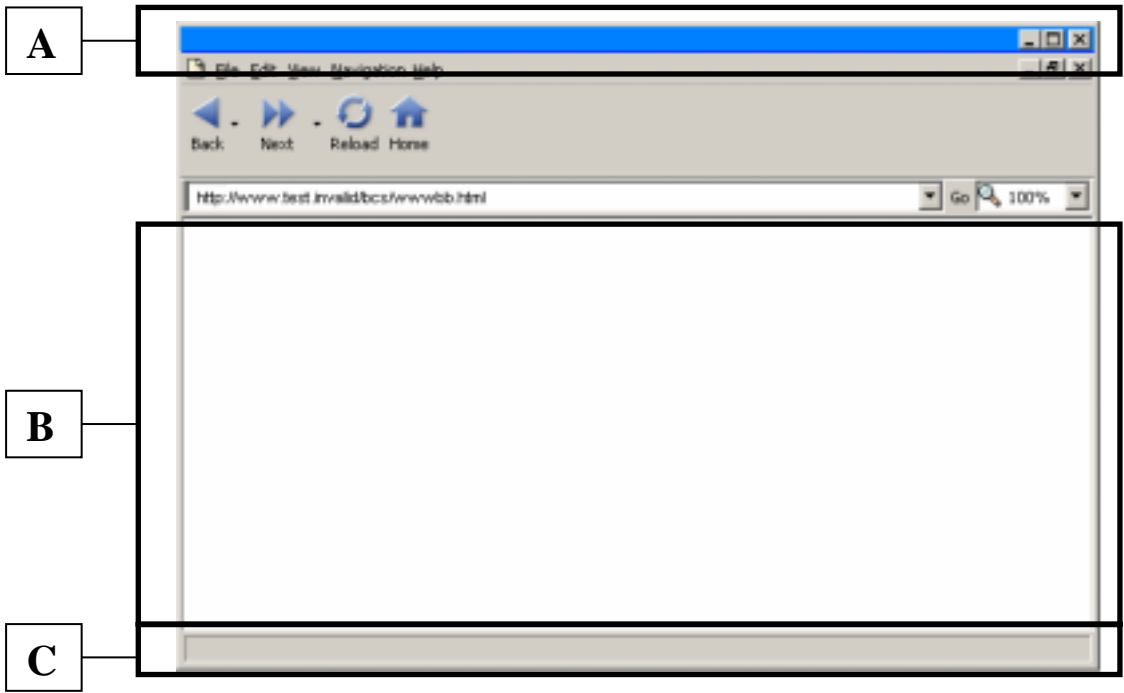 A
File Edit View Navigation Help
Back Next Reload Home
http://www.test.invalid/bcs/wwwbb.html Go 100%
B
C